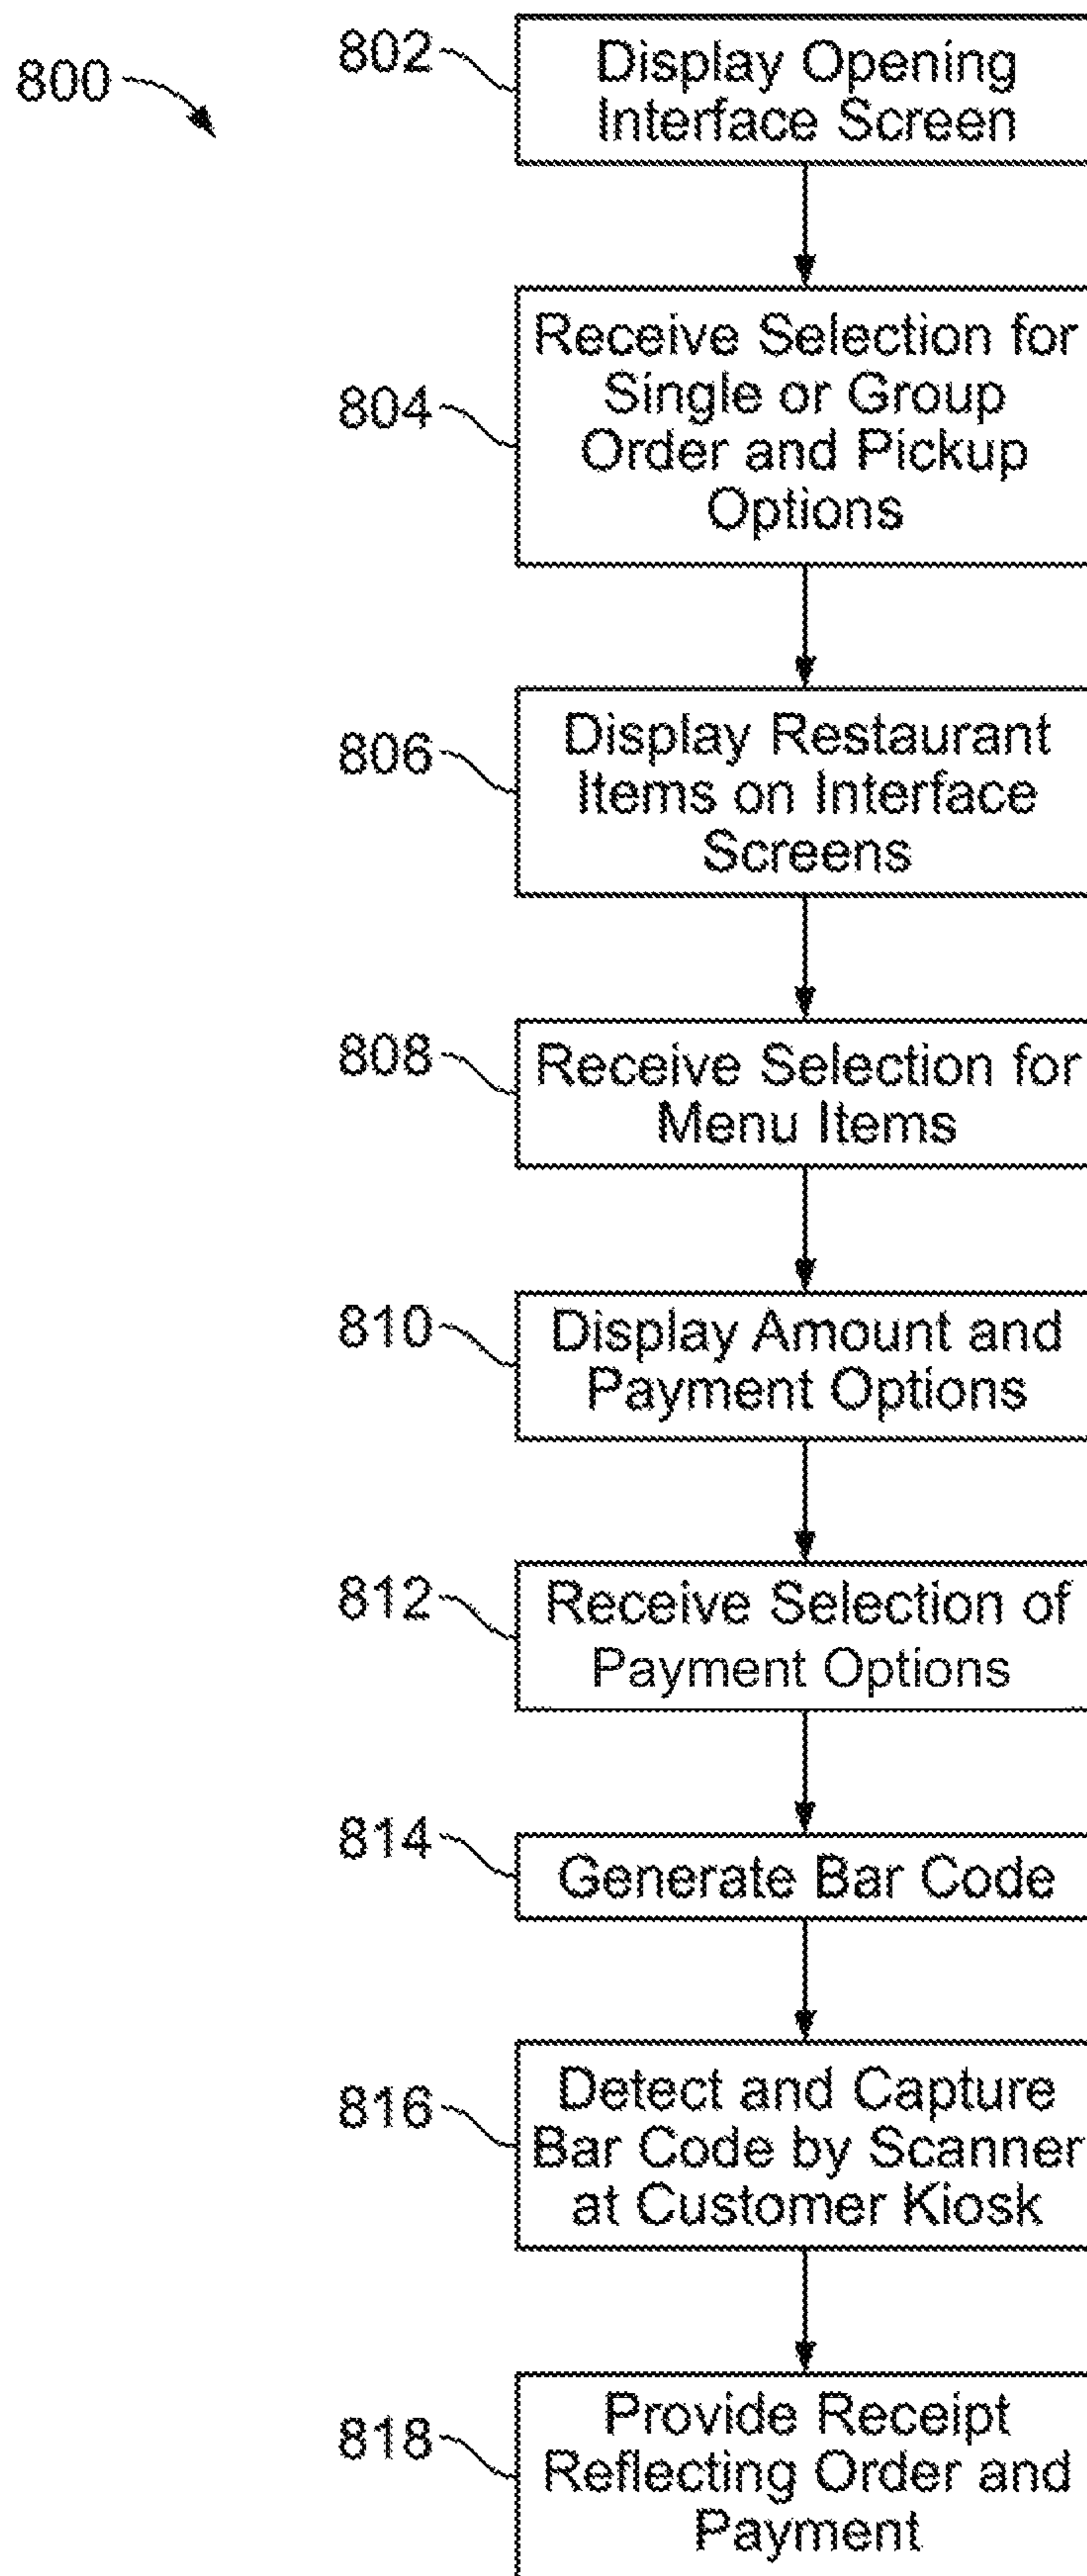 800
802
Display Opening
Interface Screen
804
Receive Selection for
Single or Group
Order and Pickup
Options
806
Display Restaurant
Items on Interface
Screens
808
Receive Selection for
Menu Items
810
Display Amount and
Payment Options
812
Receive Selection of
Payment Options
814
Generate Bar Code
816
Detect and Capture
Bar Code by Scanner
at Customer Kiosk
818
Provide Receipt
Reflecting Order and
Payment